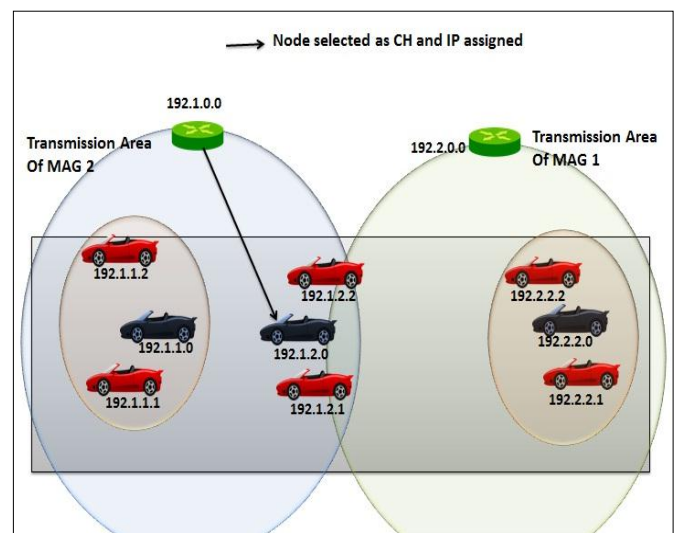 Node selected as CH and IP assigned
192.1.0.0
Transmission Area
Of MAG 2
192.2.0.0
Transmission Area
Of MAG 1
192.1.1.2
192.1.2.2
192.2.2.2
192.1.1.0
192.1.2.0
192.2.2.0
192.1.1.1
192.1.2.1
192.2.2.1